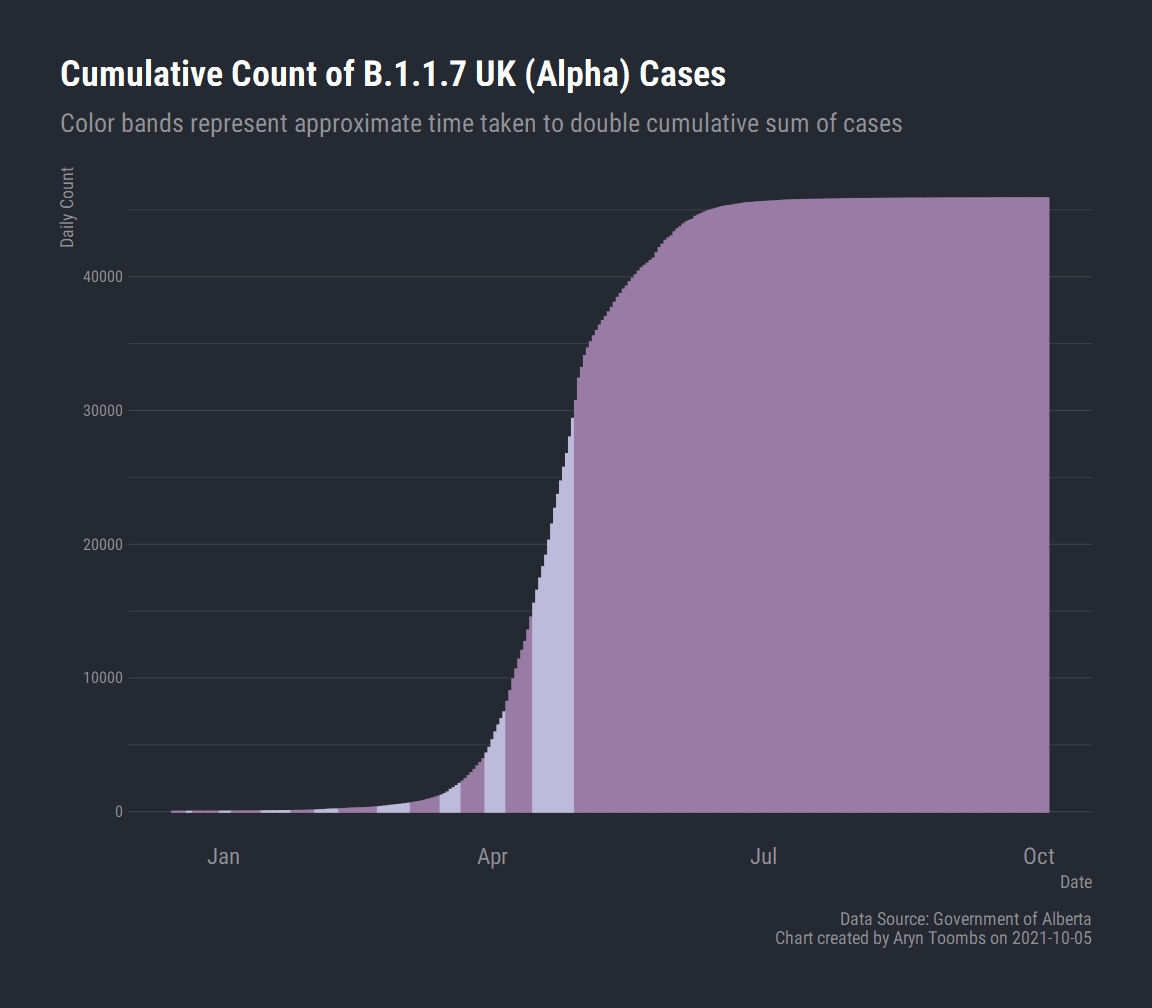 Cumulative Count of B.1.1.7 UK (Alpha) Cases
Color bands represent approximate time taken to double cumulative sum of cases
Daily Count
40000
30000
20000
10000
0
Jan Apr Jul Oct
Date
Data Source: Government of Alberta
Chart created by Aryn Toombs on 2021-10-05